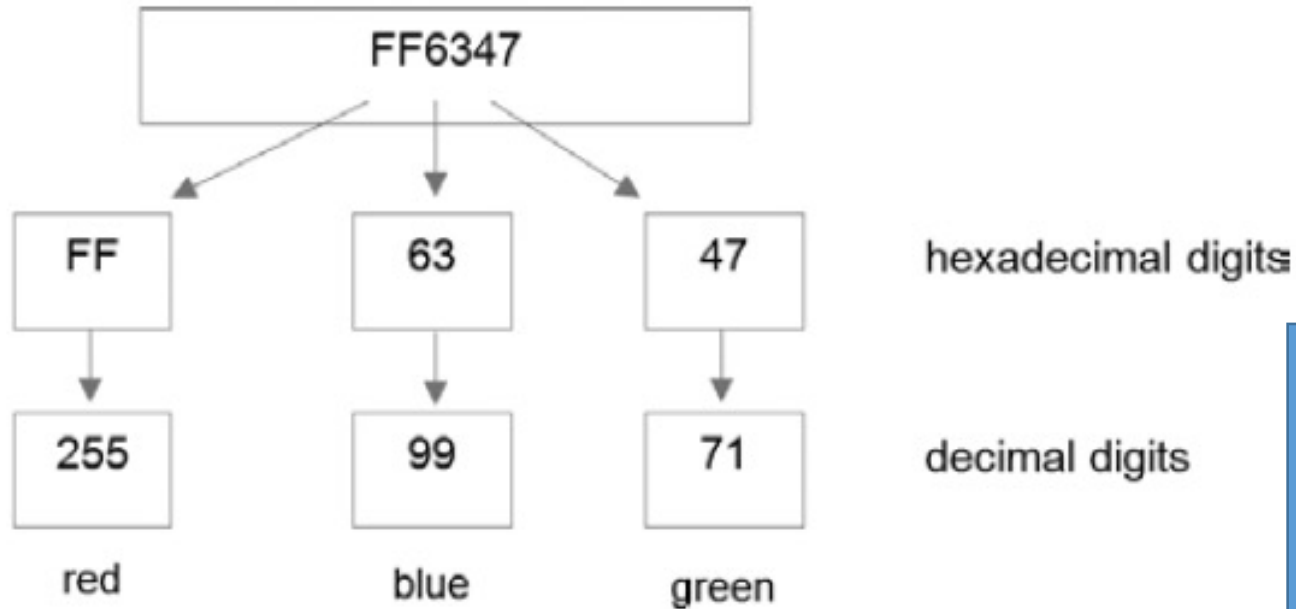 FF6347
FF 63 47 hexadecimal digits
255 99 71 decimal digits
red blue green